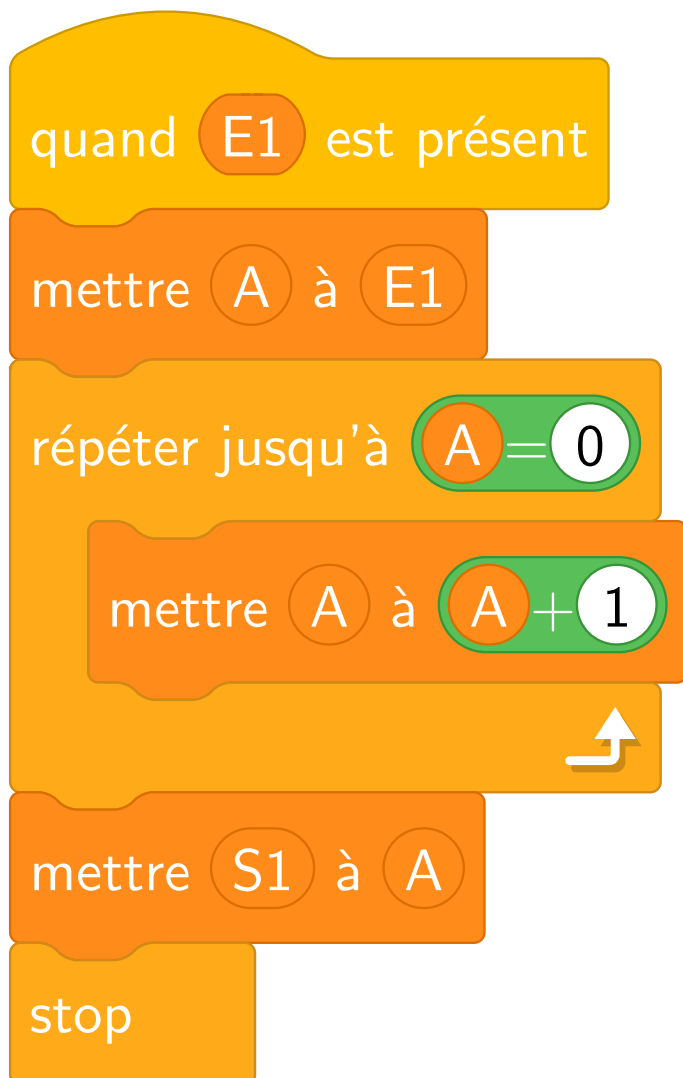 quand E1 est présent
mettre A à E1
répéter jusqu'à A=0
mettre A à A+1
mettre S1 à A
stop